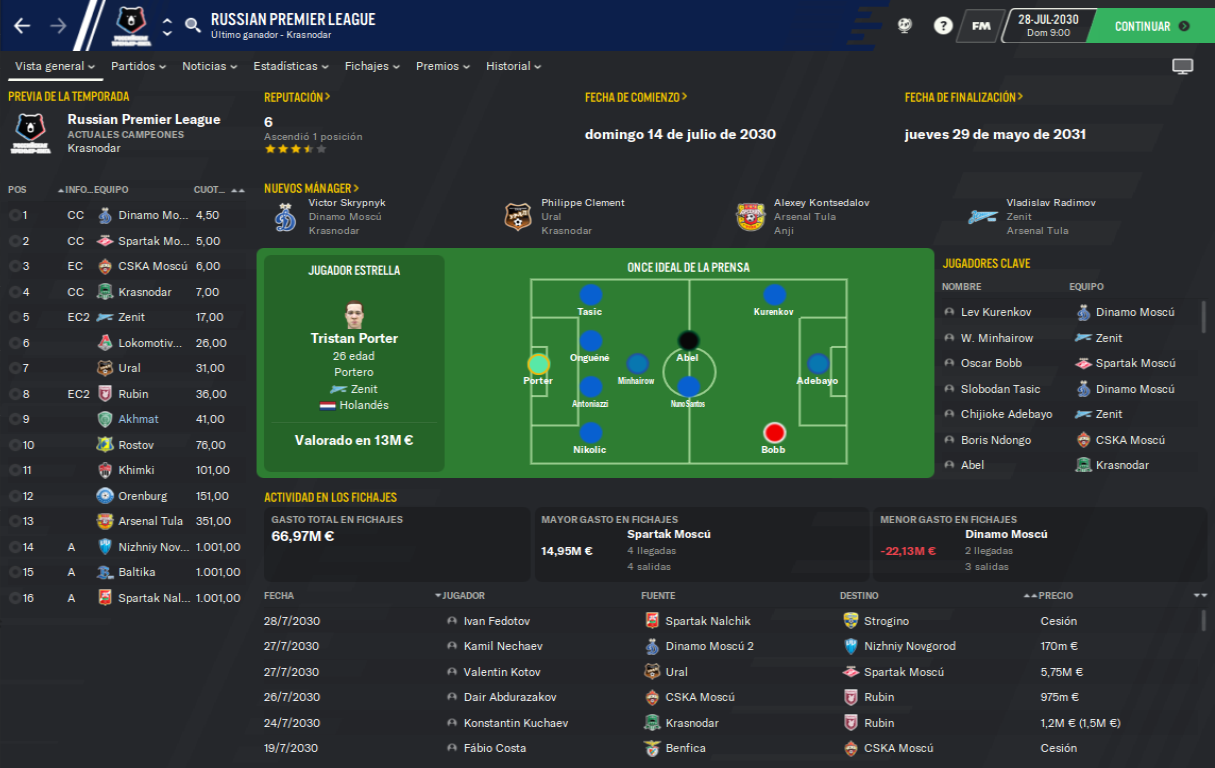 RUSSIAN PREMIER LEAGUE
Último ganador - Krasnodar
?
FM
28-JUL-2030
Dom 9:00
CONTINUAR
Vista general
Partidos
Noticias
Estadísticas
Fichajes
Premios
Historial
PREVIA DE LA TEMPORADA
Russian Premier League
ACTUALES CAMPEONES
Krasnodar
REPUTACIÓN
6
Ascendió 1 posición
FECHA DE COMIENZO
domingo 14 de julio de 2030
FECHA DE FINALIZACIÓN
jueves 29 de mayo de 2031
POS INFO... EQUIPO CUOT...
1 CC Dinamo Mo... 4,50
2 CC Spartak Mo... 5,00
3 EC CSKA Moscú 6,00
4 CC Krasnodar 7,00
5 EC2 Zenit 17,00
6 Lokomotiv... 26,00
7 Ural 31,00
8 EC2 Rubin 36,00
9 Akhmat 41,00
10 Rostov 76,00
11 Khimki 101,00
12 Orenburg 151,00
13 Arsenal Tula 351,00
14 A Nizhniy Nov... 1.001,00
15 A Baltika 1.001,00
16 A Spartak Nal... 1.001,00
NUEVOS MÁNAGER
Victor Skrypnyk
Dinamo Moscú
Krasnodar
Philippe Clement
Ural
Krasnodar
Alexey Kontsedalov
Arsenal Tula
Anji
Vladislav Radimov
Zenit
Arsenal Tula
JUGADOR ESTRELLA
Tristan Porter
26 edad
Portero
Zenit
Holandés
Valorado en 13M €
ONCE IDEAL DE LA PRENSA
Tasic
Kurenkov
Onguéné
Abel
Porter
Minhairow
Adebayo
Antoniazzi
Nuno Santos
Nikolic
Bobb
JUGADORES CLAVE
NOMBRE EQUIPO
Lev Kurenkov Dinamo Moscú
W. Minhairow Zenit
Oscar Bobb Spartak Moscú
Slobodan Tasic Dinamo Moscú
Chijioke Adebayo Zenit
Boris Ndongo CSKA Moscú
Abel Krasnodar
ACTIVIDAD EN LOS FICHAJES
GASTO TOTAL EN FICHAJES
66,97M €
MAYOR GASTO EN FICHAJES
14,95M €
Spartak Moscú
4 llegadas
4 salidas
MENOR GASTO EN FICHAJES
-22,13M €
Dinamo Moscú
2 llegadas
3 salidas
FECHA JUGADOR FUENTE DESTINO PRECIO
28/7/2030 Ivan Fedotov Spartak Nalchik Strogino Cesión
27/7/2030 Kamil Nechaev Dinamo Moscú 2 Nizhniy Novgorod 170m €
27/7/2030 Valentin Kotov Ural Spartak Moscú 5,75M €
26/7/2030 Dair Abdurazakov CSKA Moscú Rubin 975m €
24/7/2030 Konstantin Kuchaev Krasnodar Rubin 1,2M € (1,5M €)
19/7/2030 Fábio Costa Benfica CSKA Moscú Cesión